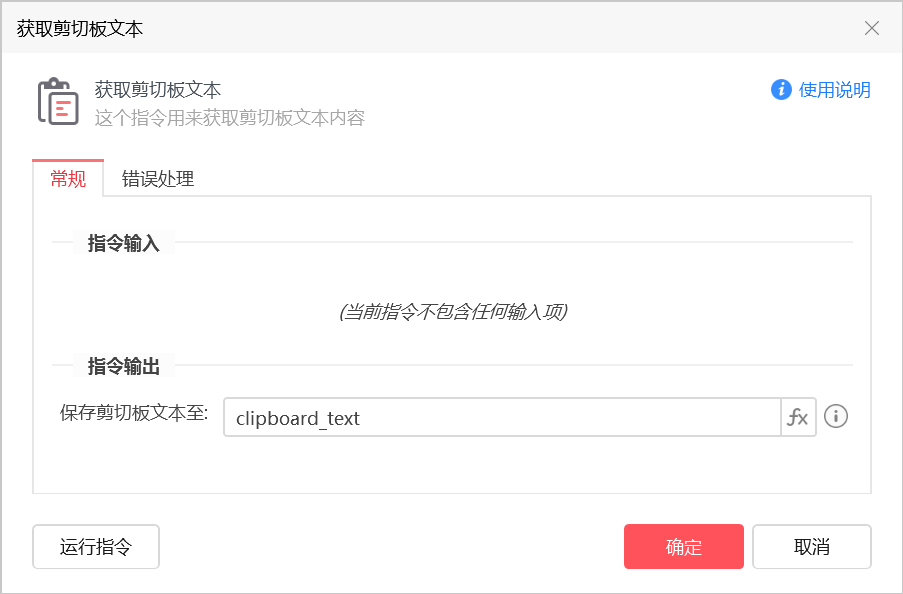 获取剪切板文本
获取剪切板文本
使用说明
这个指令用来获取剪切板文本内容
常规
错误处理
指令输入
(当前指令不包含任何输入项)
指令输出
保存剪切板文本至:
clipboard_text
fx
运行指令
确定
取消